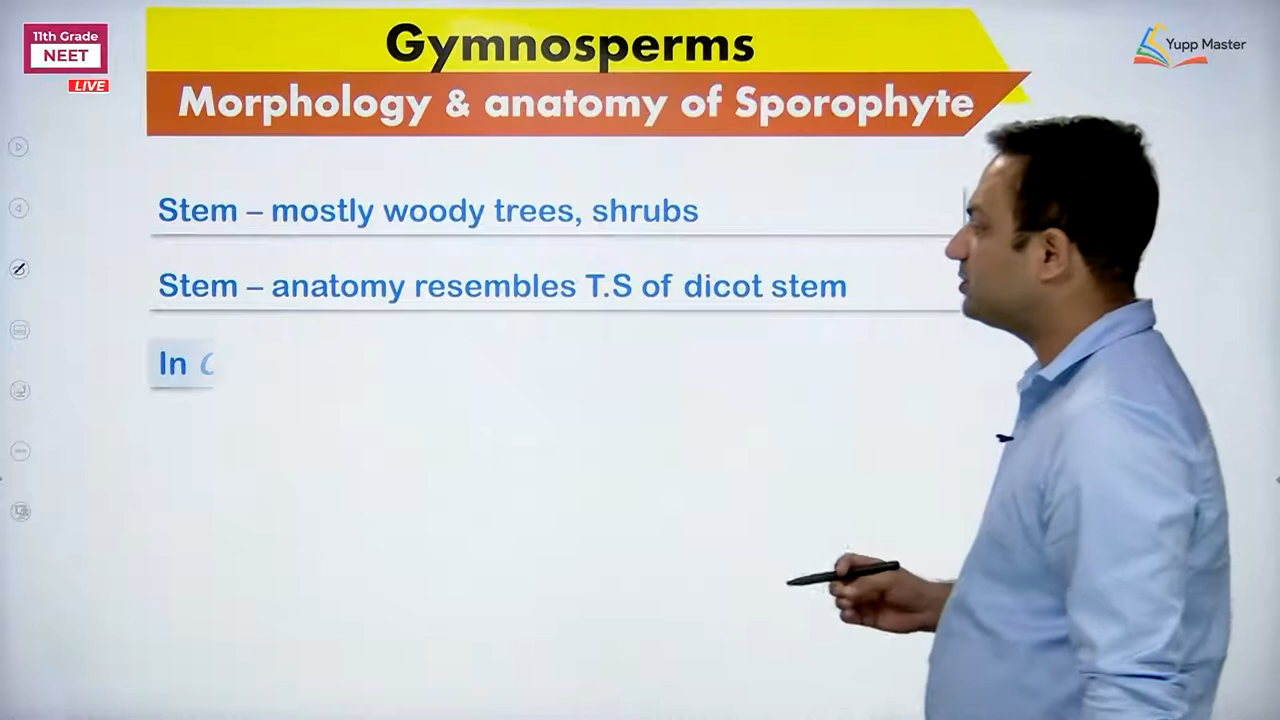 11th Grade
NEET
LIVE
Gymnosperms
Morphology & anatomy of Sporophyte
Yupp Master
Stem – mostly woody trees, shrubs
Stem – anatomy resembles T.S of dicot stem
In